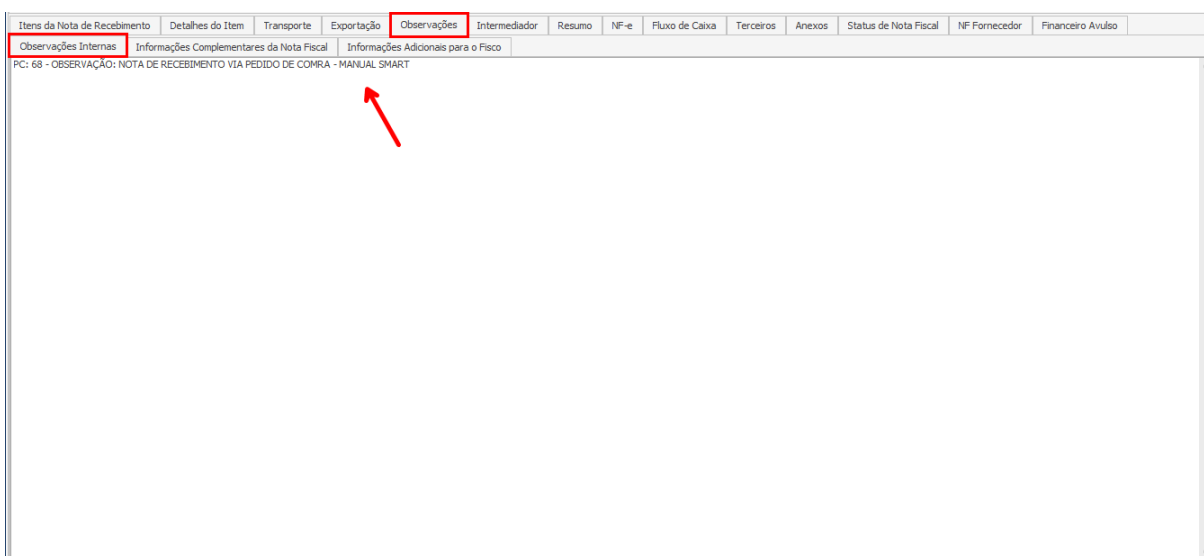 Itens da Nota de Recebimento Detalhes do Item Transporte Exportação Observações Intermediador Resumo NF-e Fluxo de Caixa Terceiros Anexos Status de Nota Fiscal NF Fornecedor Financeiro Avulso
Observações Internas Informações Complementares da Nota Fiscal Informações Adicionais para o Fisco
PC: 68 - OBSERVAÇÃO: NOTA DE RECEBIMENTO VIA PEDIDO DE COMRA - MANUAL SMART